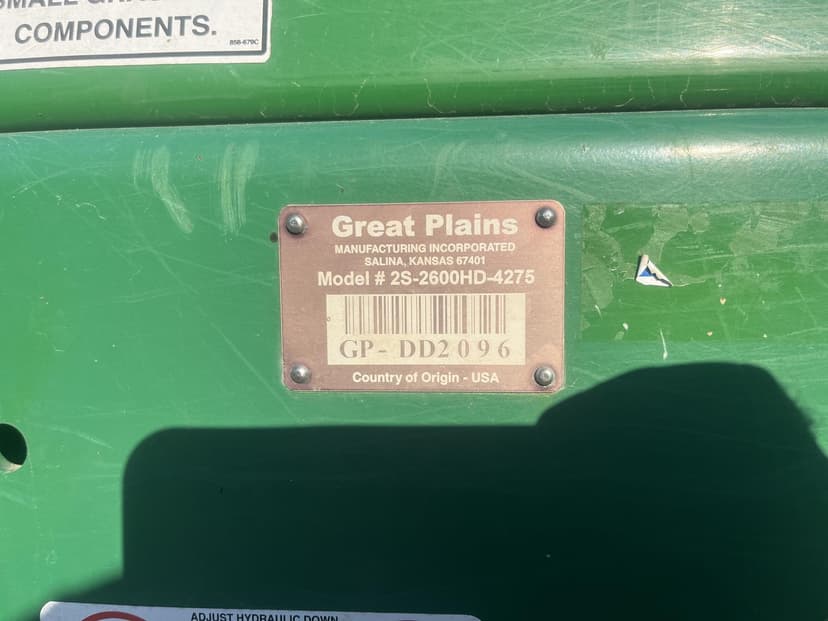 COMPONENTS.
858-679C
Great Plains
MANUFACTURING INCORPORATED
SALINA, KANSAS 67401
Model # 2S-2600HD-4275
GP- DD2096
Country of Origin - USA
ADJUST HYDRAULIC DOWN